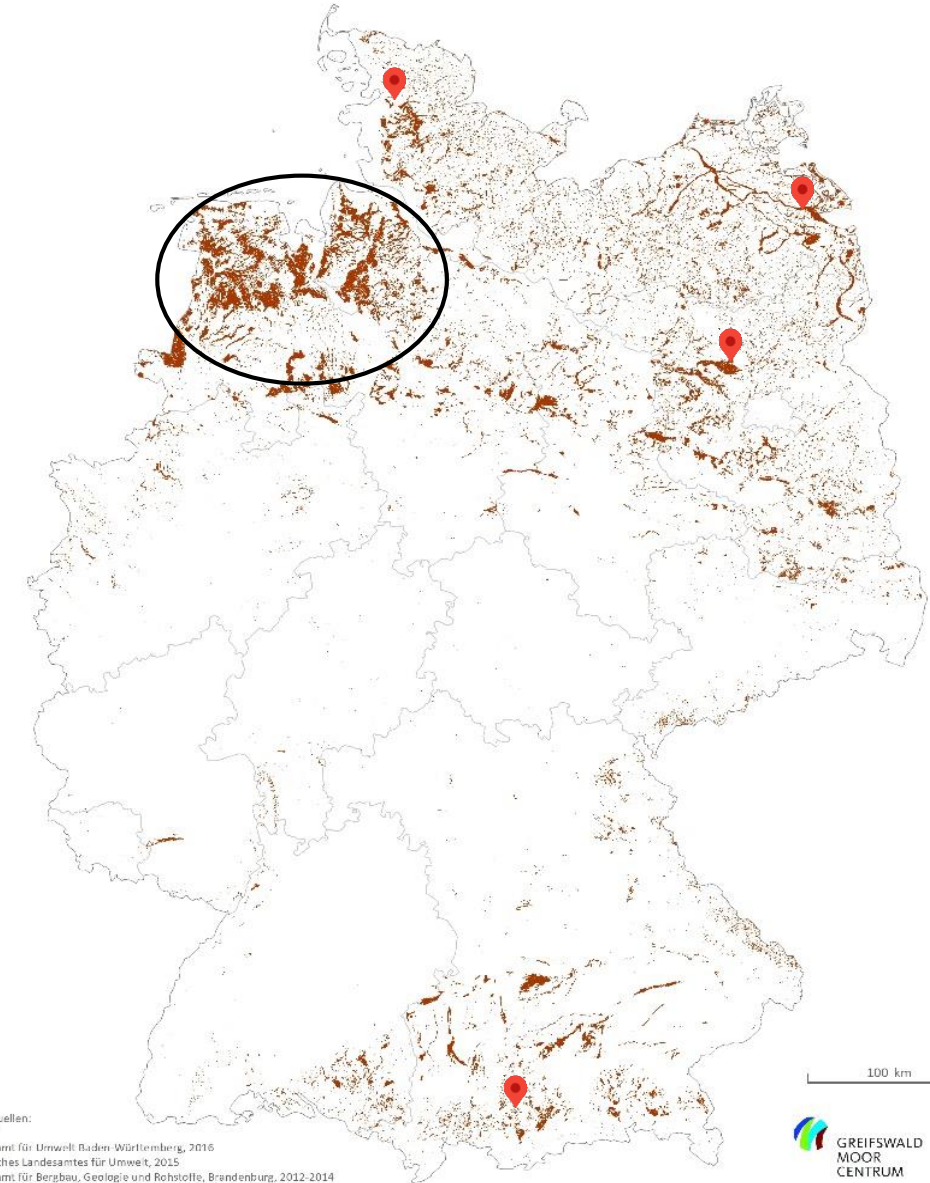 100 km
uellen:
amt für Umwelt Baden-Württemberg, 2016
ches Landesamtes für Umwelt, 2015
amt für Bergbau, Geologie und Rohstoffe, Brandenburg, 2012-2014
GREIFSWALD
MOOR
CENTRUM